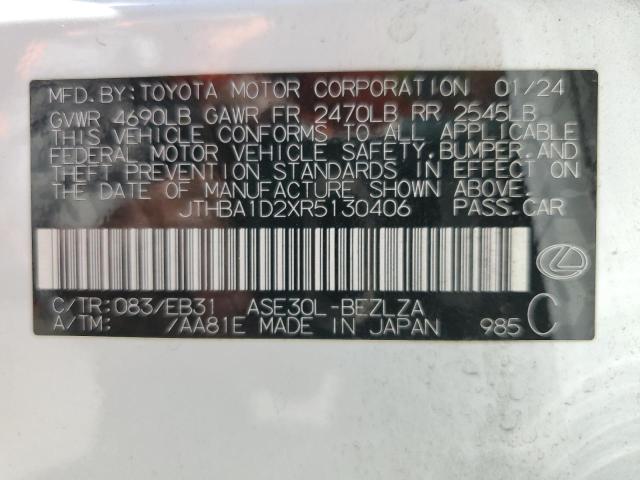 MFD.BY:TOYOTA MOTOR CORPORATION 01/24
GVWR 4690LB GAWR FR 2470LB RR 2545LB
THIS VEHICLE CONFORMS TO ALL APPLICABLE
FEDERAL MOTOR VEHICLE SAFETY,BUMPER,AND
THEFT PREVENTION STANDARDS IN EFFECT ON
THE DATE OF MANUFACTURE SHOWN ABOVE.
JTHBA1D2XR5130406 PASS.CAR
C/TR:083/EB31 ASE30L-BEZLZA
A/TM: /AA81E MADE IN JAPAN 985 C